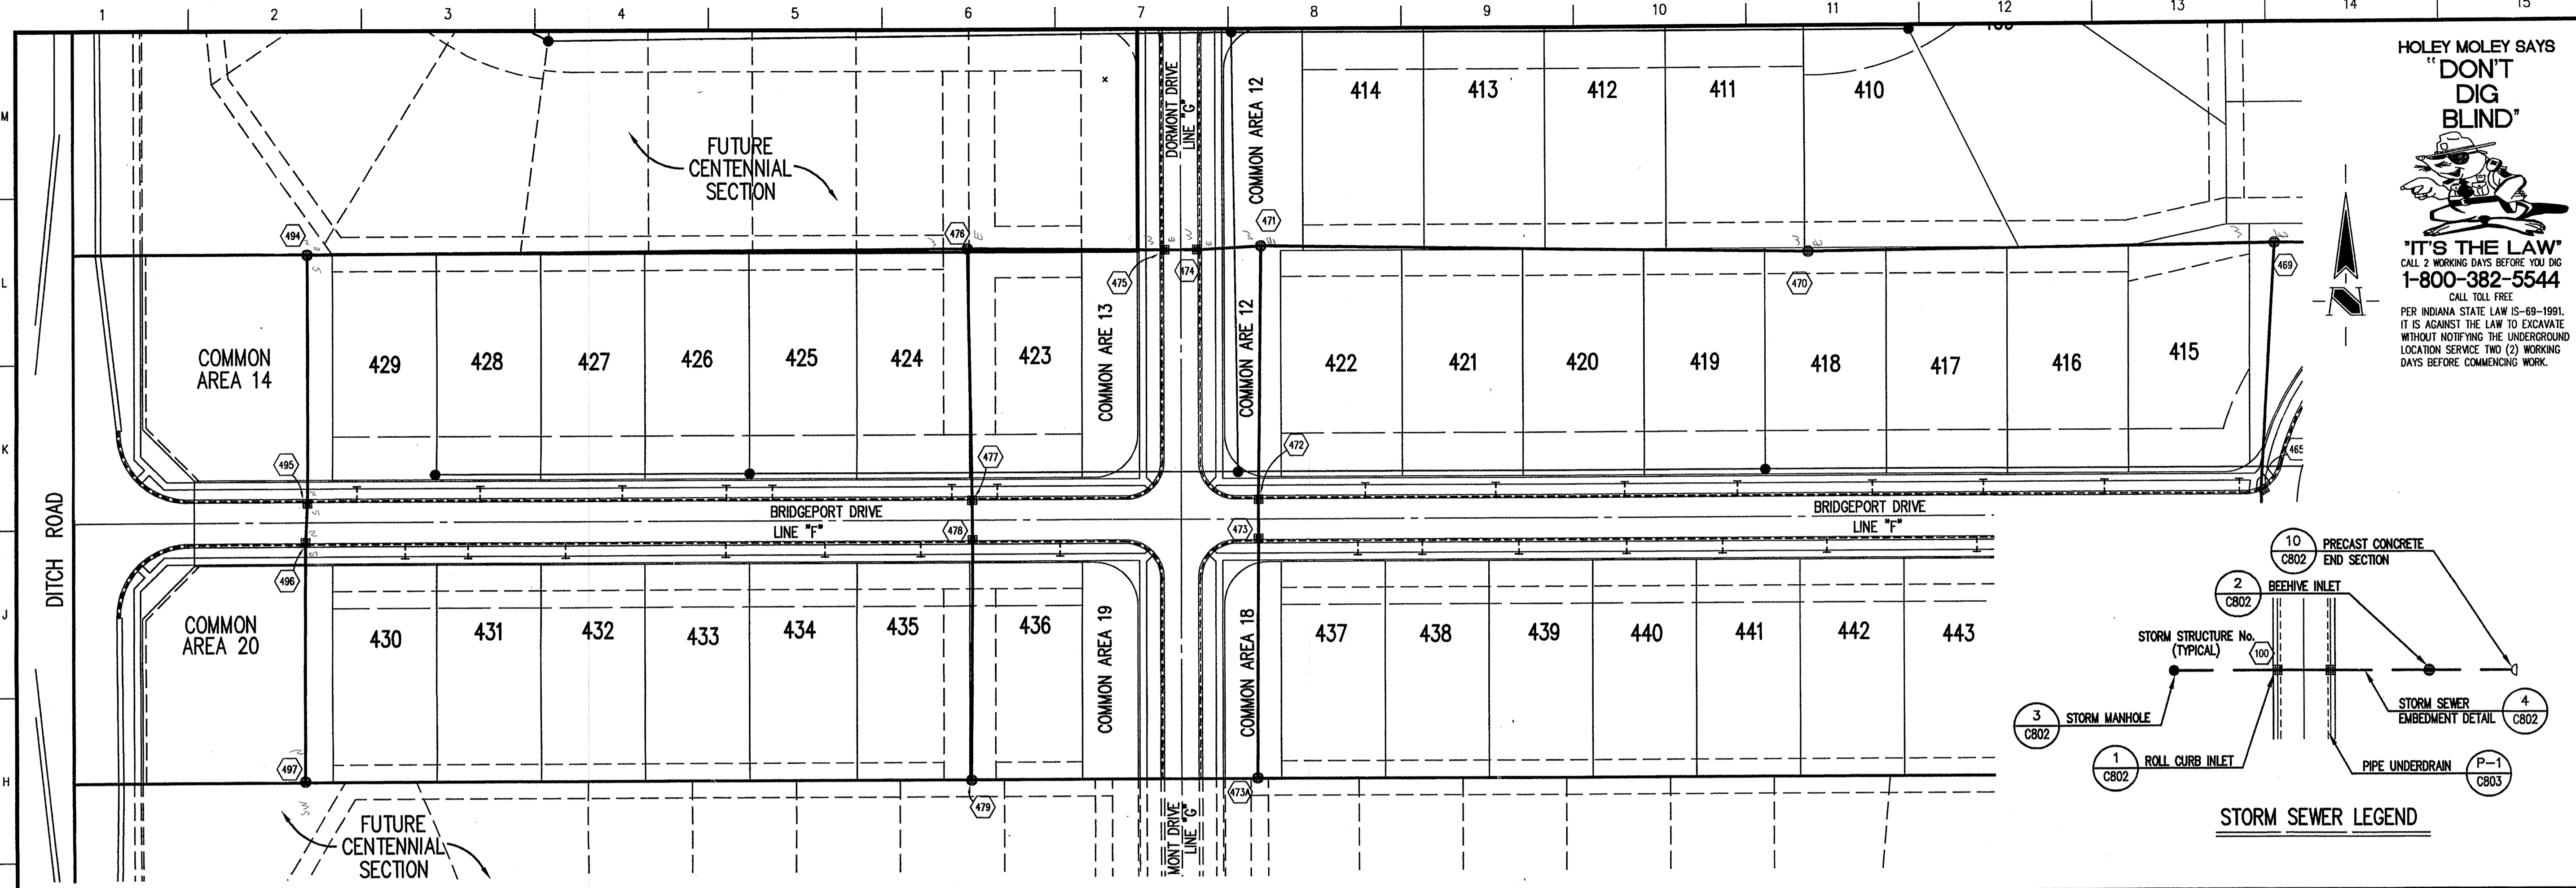 1 2 3 4 5 6 7 8 9 10 11 12 13 14 15
M
L
K
J
H
DITCH ROAD
FUTURE
CENTENNIAL
SECTION
DORMONT DRIVE
LINE "G"
COMMON AREA 12
414 413 412 411 410
494
476
471
475
474
470
469
COMMON
AREA 14
429 428 427 426 425 424 423
COMMON ARE 13
COMMON ARE 12
422 421 420 419 418 417 416 415
495
477
472
465
BRIDGEPORT DRIVE
LINE "F"
BRIDGEPORT DRIVE
LINE "F"
478
473
496
COMMON
AREA 20
430 431 432 433 434 435 436
COMMON AREA 19
COMMON AREA 18
437 438 439 440 441 442 443
497
479
473A
FUTURE
CENTENNIAL
SECTION
MONT DRIVE
LINE "G"
HOLEY MOLEY SAYS
"DON'T
DIG
BLIND"
"IT'S THE LAW"
CALL 2 WORKING DAYS BEFORE YOU DIG
1-800-382-5544
CALL TOLL FREE
PER INDIANA STATE LAW IS-69-1991.
IT IS AGAINST THE LAW TO EXCAVATE
WITHOUT NOTIFYING THE UNDERGROUND
LOCATION SERVICE TWO (2) WORKING
DAYS BEFORE COMMENCING WORK.
N
10
C802
PRECAST CONCRETE
END SECTION
2
C802
BEEHIVE INLET
STORM STRUCTURE No.
(TYPICAL)
100
3
C802
STORM MANHOLE
STORM SEWER
EMBEDMENT DETAIL
4
C802
1
C802
ROLL CURB INLET
PIPE UNDERDRAIN
P-1
C803
STORM SEWER LEGEND